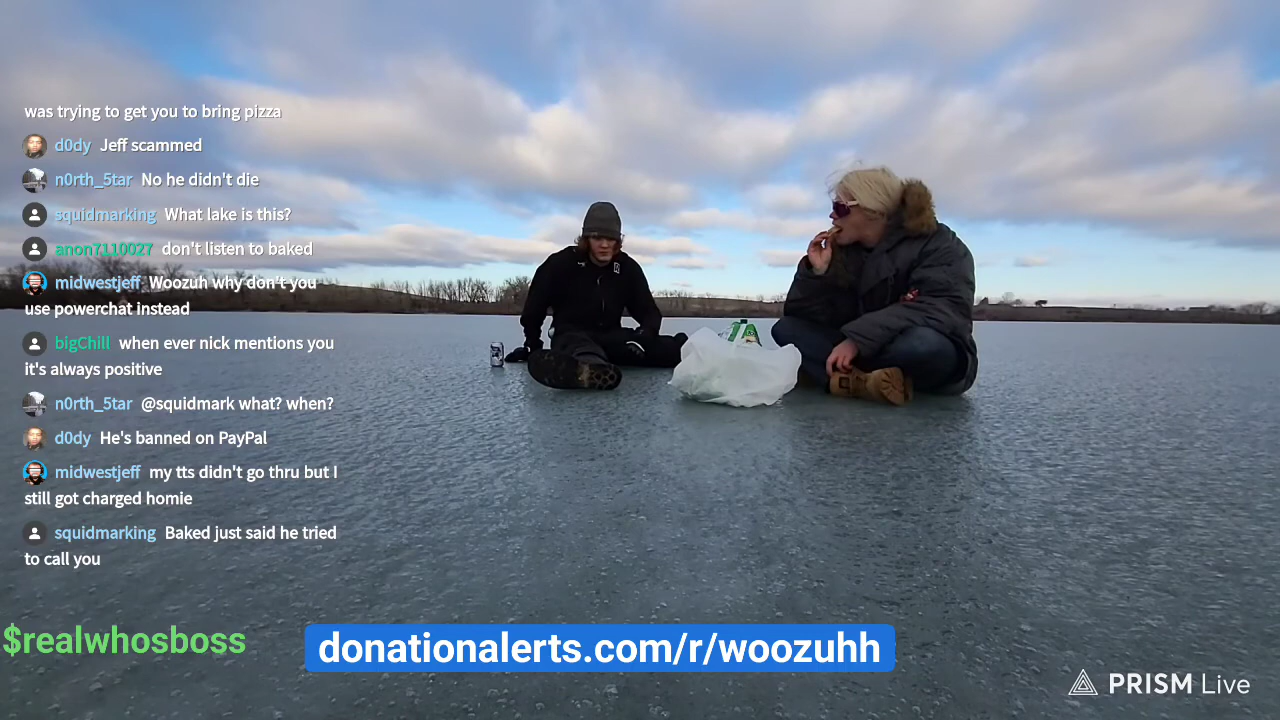 was trying to get you to bring pizza
d0dy Jeff scammed
n0rth_5tar No he didn't die
squidmarking What lake is this?
anon7110027 don't listen to baked
midwestjeff Woozuh why don't you
use powerchat instead
bigChill when ever nick mentions you
it's always positive
n0rth_5tar @squidmark what? when?
d0dy He's banned on PayPal
midwestjeff my tts didn't go thru but I
still got charged homie
squidmarking Baked just said he tried
to call you
$realwhosboss
donationalerts.com/r/woozuhh
PRISM Live